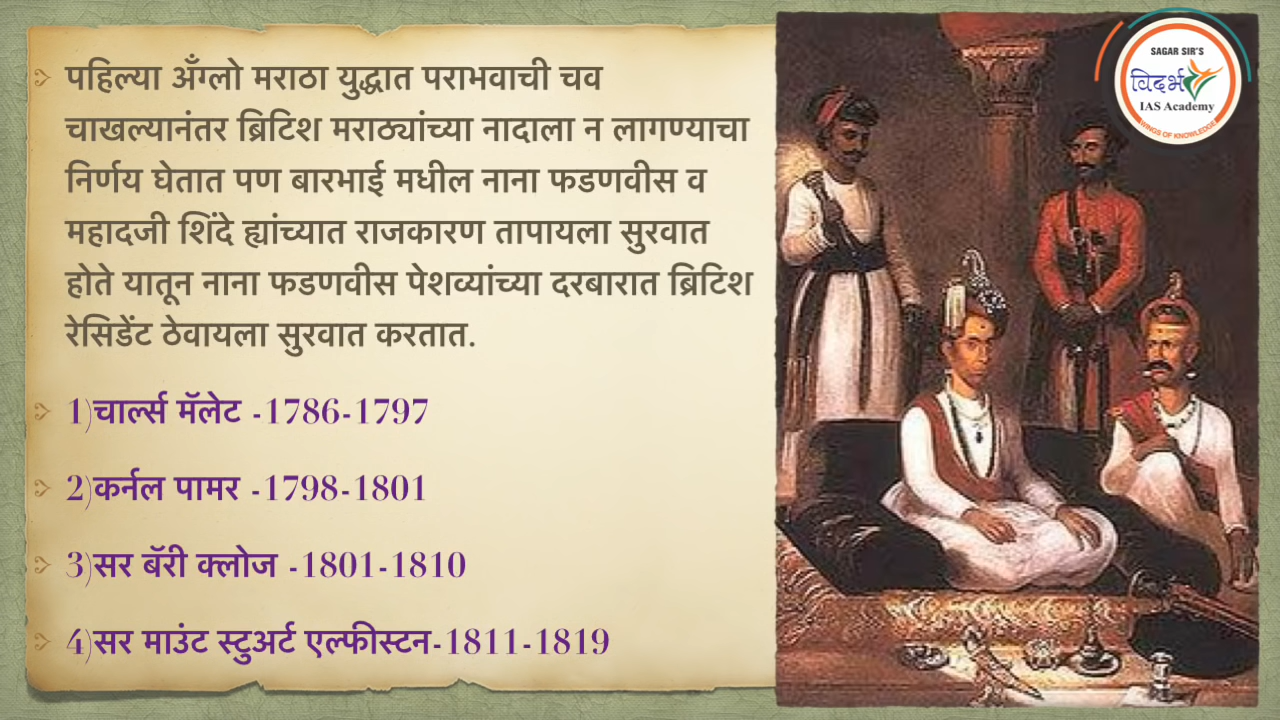 पहिल्या अँग्लो मराठा युद्धात पराभवाची चव
चाखल्यानंतर ब्रिटिश मराठ्यांच्या नादाला न लागण्याचा
निर्णय घेतात पण बारभाई मधील नाना फडणवीस व
महादजी शिंदे ह्यांच्यात राजकारण तापायला सुरवात
होते यातून नाना फडणवीस पेशव्यांच्या दरबारात ब्रिटिश
रेसिडेंट ठेवायला सुरवात करतात.
1)चार्ल्स मॅलेट -1786-1797
2)कर्नल पामर -1798-1801
3)सर बॅरी क्लोज -1801-1810
4)सर माउंट स्टुअर्ट एल्फीस्टन-1811-1819
SAGAR SIR'S
विदर्भ
IAS Academy
WINGS OF KNOWLEDGE